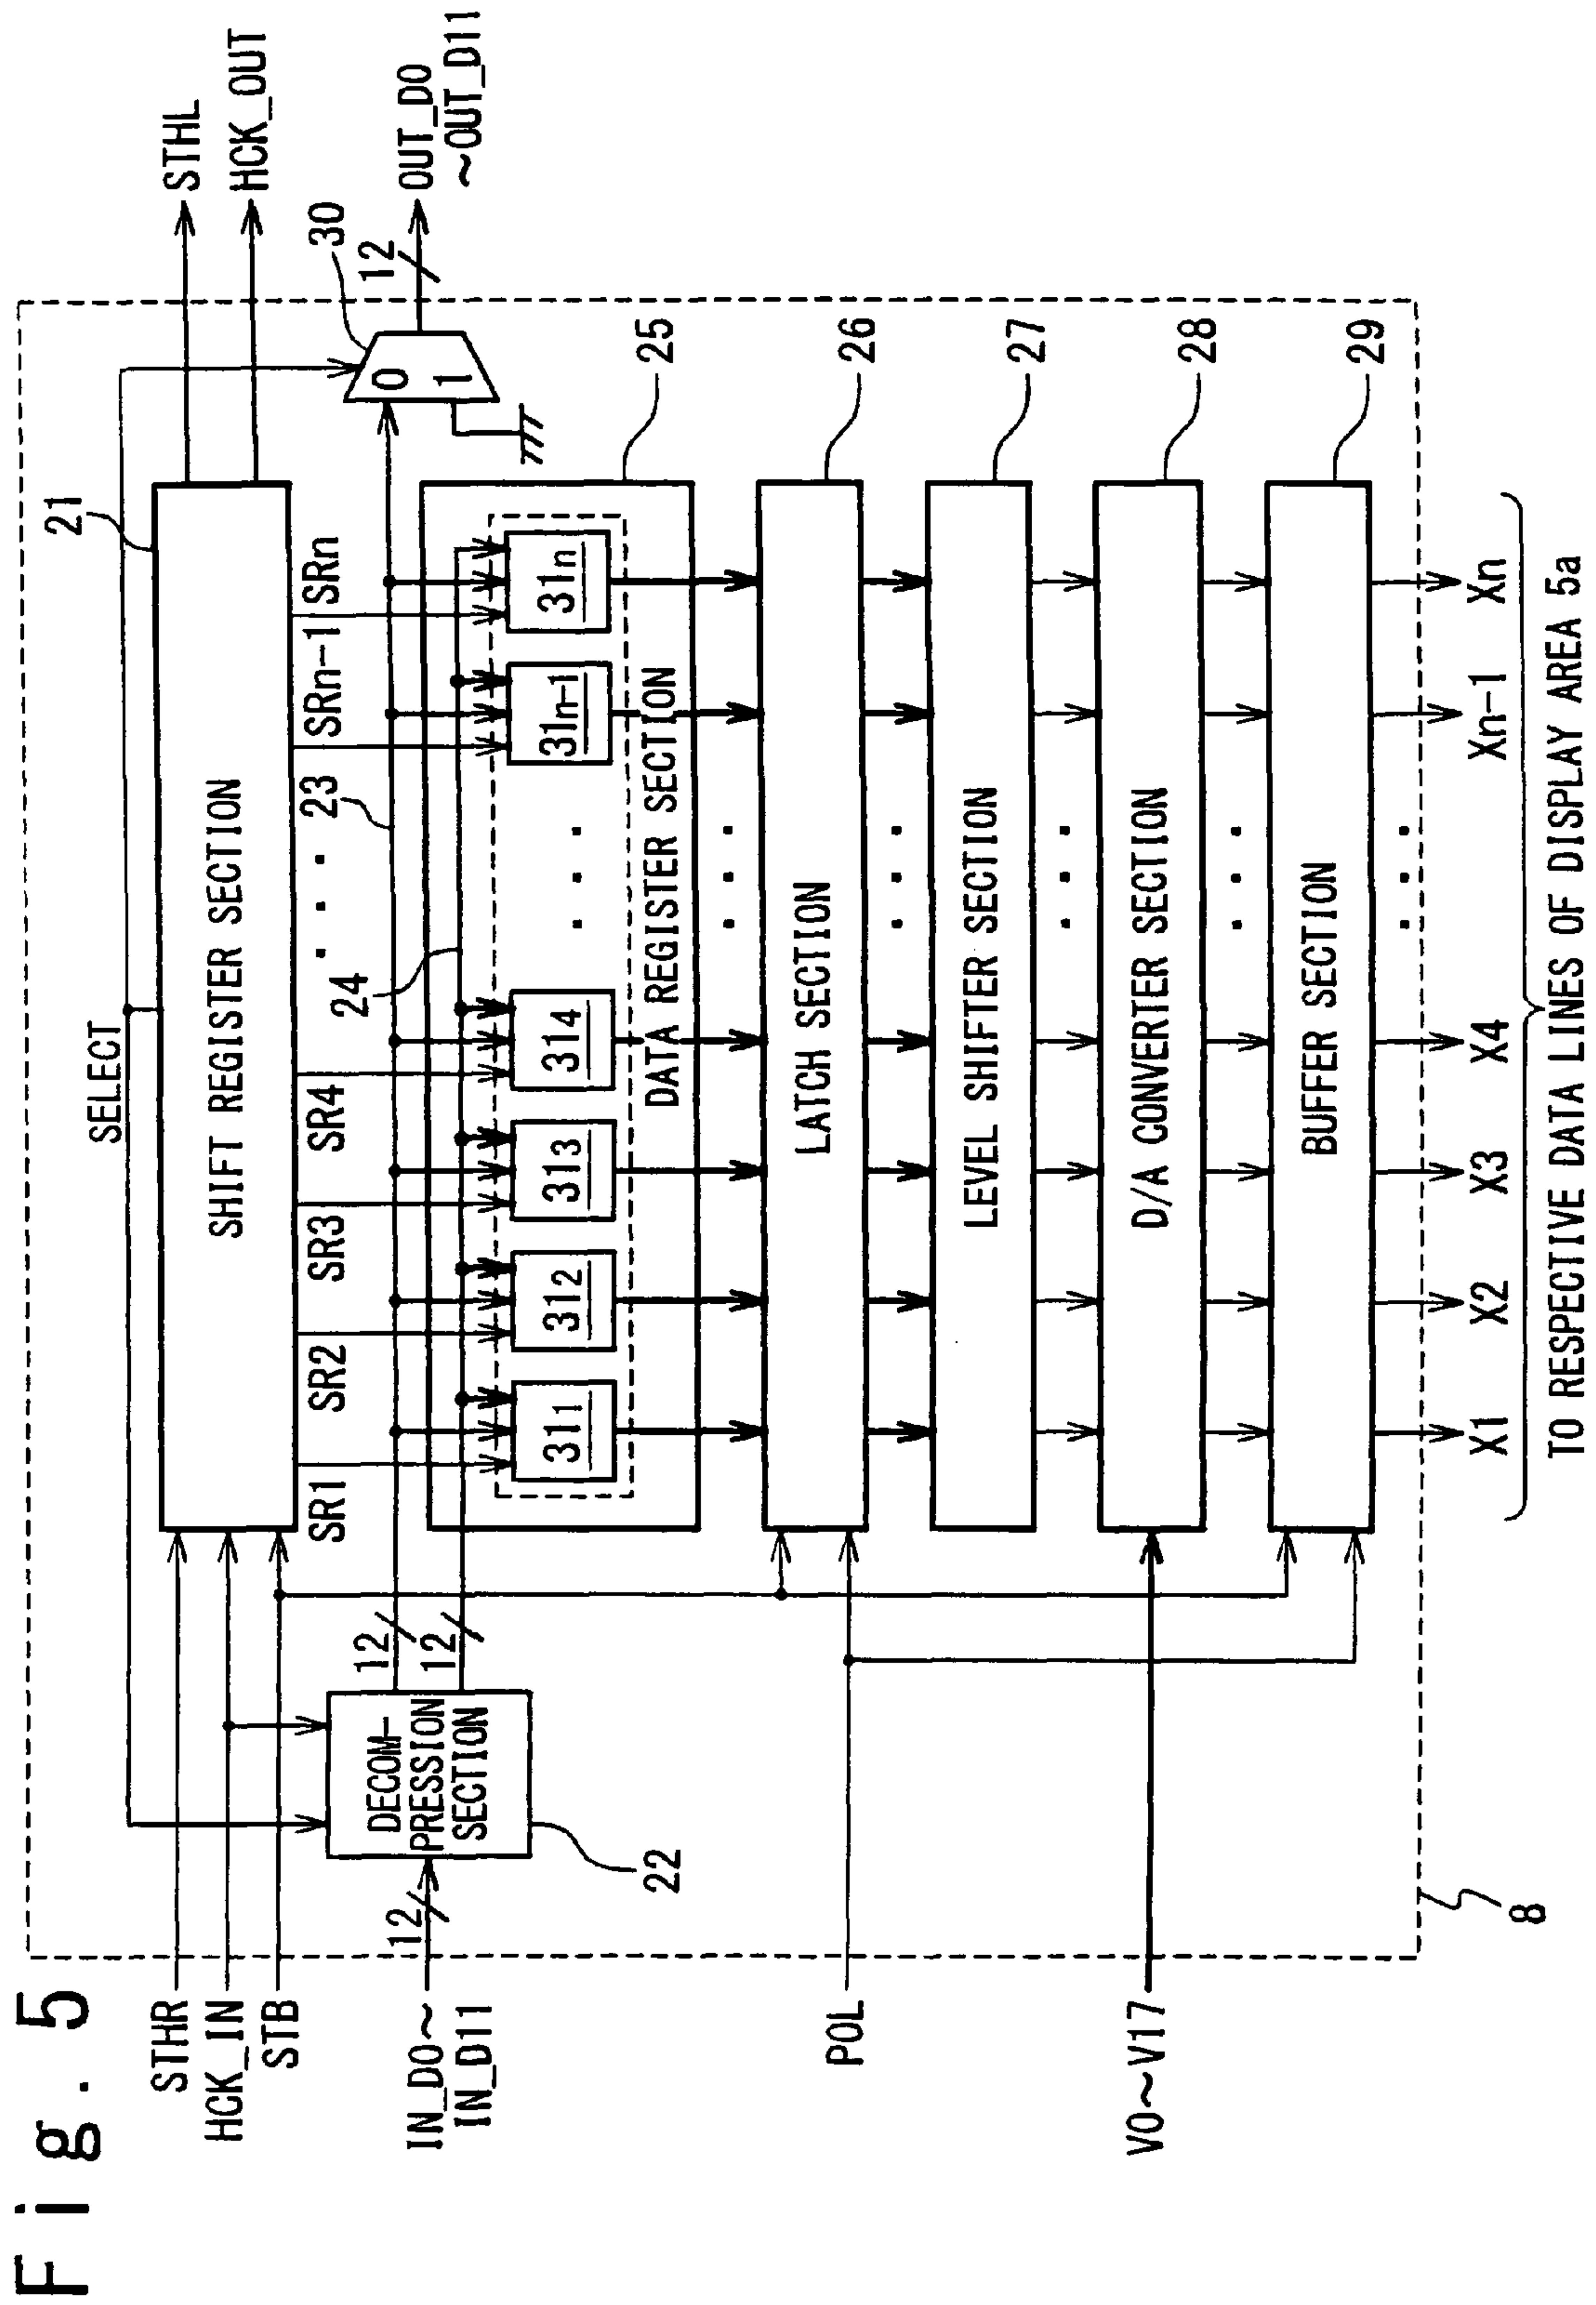 Fig. 5
SELECT
21
STHR
HCK_IN
STB
SHIFT REGISTER SECTION
STHL
HCK_OUT
SR1
SR2
SR3
SR4
SRn-1
SRn
30
23
24
12
12
12
12
IN_D0~
IN_D11
DECOM-
PRESSION
SECTION
22
0
1
OUT_D0
~OUT_D11
311
312
313
314
31n-1
31n
DATA REGISTER SECTION
25
LATCH SECTION
26
POL
LEVEL SHIFTER SECTION
27
V0~V17
D/A CONVERTER SECTION
28
BUFFER SECTION
29
8
X1
X2
X3
X4
Xn-1
Xn
TO RESPECTIVE DATA LINES OF DISPLAY AREA 5a